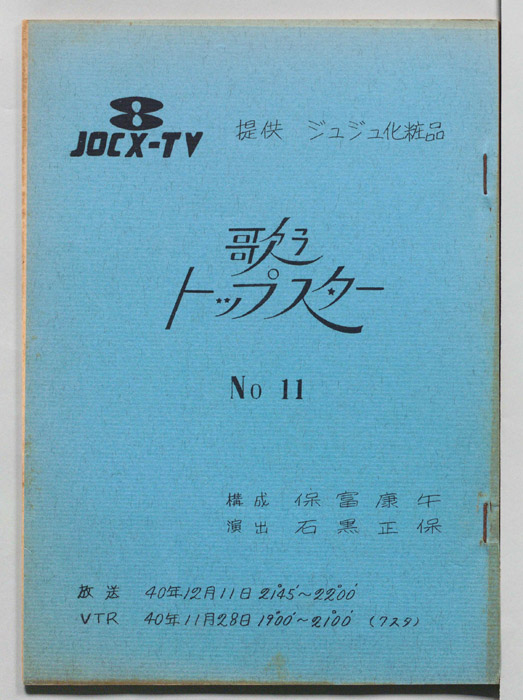 8
JOCX-TV
提供 ジュジュ化粧品
歌う
トップスター
No 11
構成 保富康午
演出 石黒正保
放送 40年12月11日 21°45'~22°00'
VTR 40年11月28日 19°00'~21°00' (7スタ)